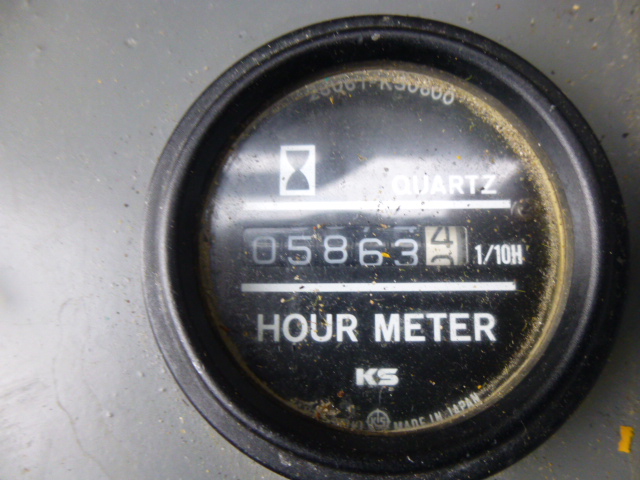 QUARTZ
058634 1/10H
HOUR METER
KS
MADE IN JAPAN